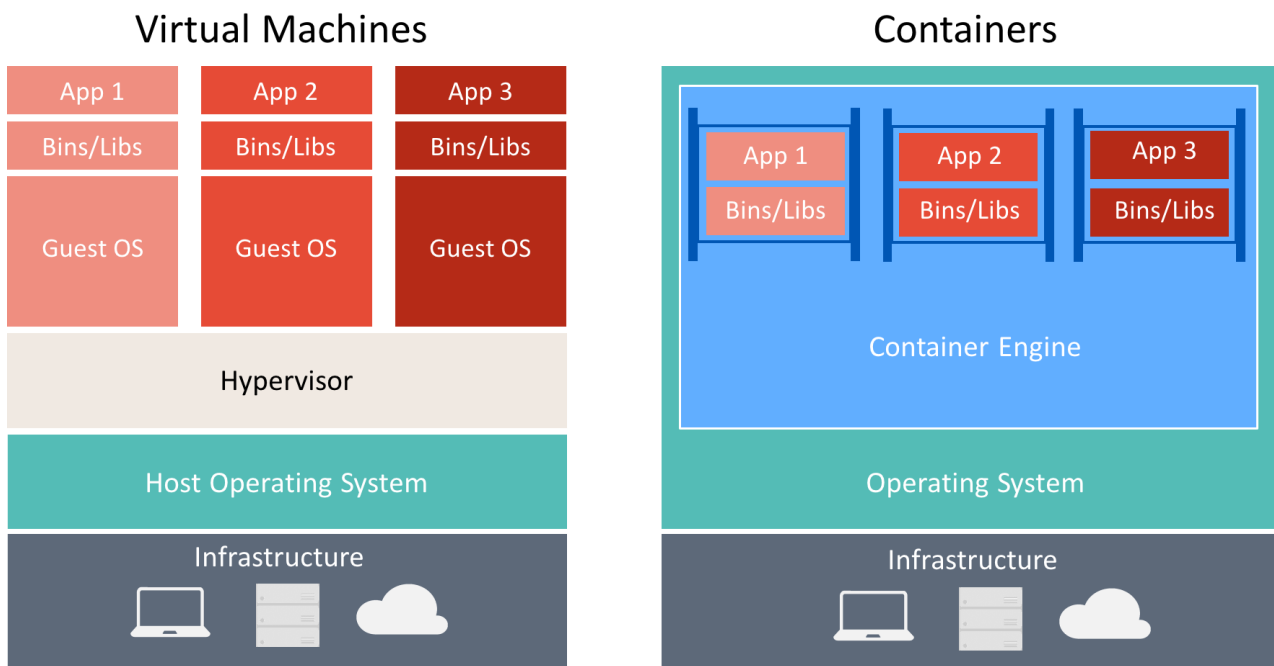 Virtual Machines
App 1
App 2
App 3
Bins/Libs
Bins/Libs
Bins/Libs
Guest OS
Guest OS
Guest OS
Hypervisor
Host Operating System
Infrastructure
Containers
App 1
App 2
App 3
Bins/Libs
Bins/Libs
Bins/Libs
Container Engine
Operating System
Infrastructure